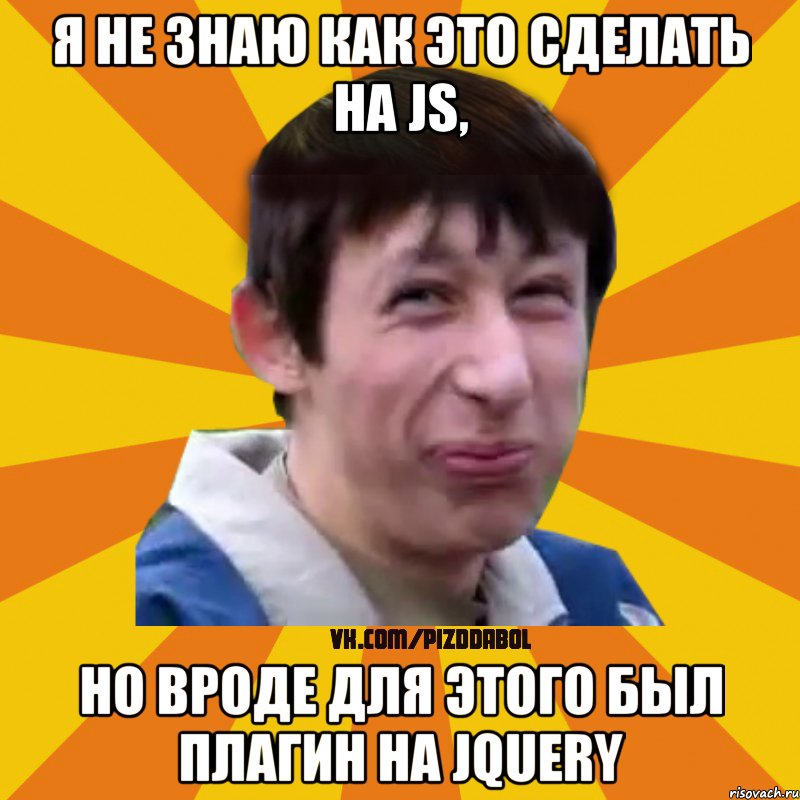 Я НЕ ЗНАЮ КАК ЭТО СДЕЛАТЬ
НА JS,
VK.COM/PIZDDABOL
НО ВРОДЕ ДЛЯ ЭТОГО БЫЛ
ПЛАГИН НА JQUERY
risovach.ru